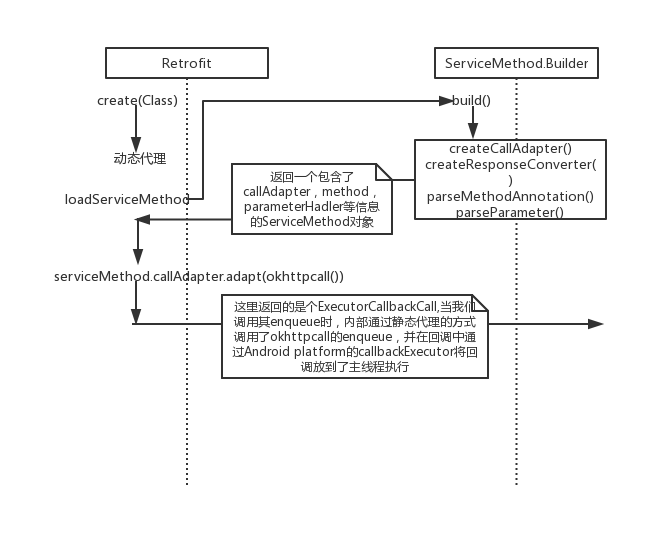 Retrofit
ServiceMethod.Builder
create(Class)
build()
动态代理
createCallAdapter()
createResponseConverter(
)
parseMethodAnnotation()
parseParameter()
返回一个包含了
callAdapter，method，
parameterHadler等信息
的ServiceMethod对象
loadServiceMethod
serviceMethod.callAdapter.adapt(okhttpcall())
这里返回的是个ExecutorCallbackCall,当我们
调用其enqueue时，内部通过静态代理的方式
调用了okhttpcall的enqueue，并在回调中通
过Android platform的callbackExecutor将回
调放到了主线程执行